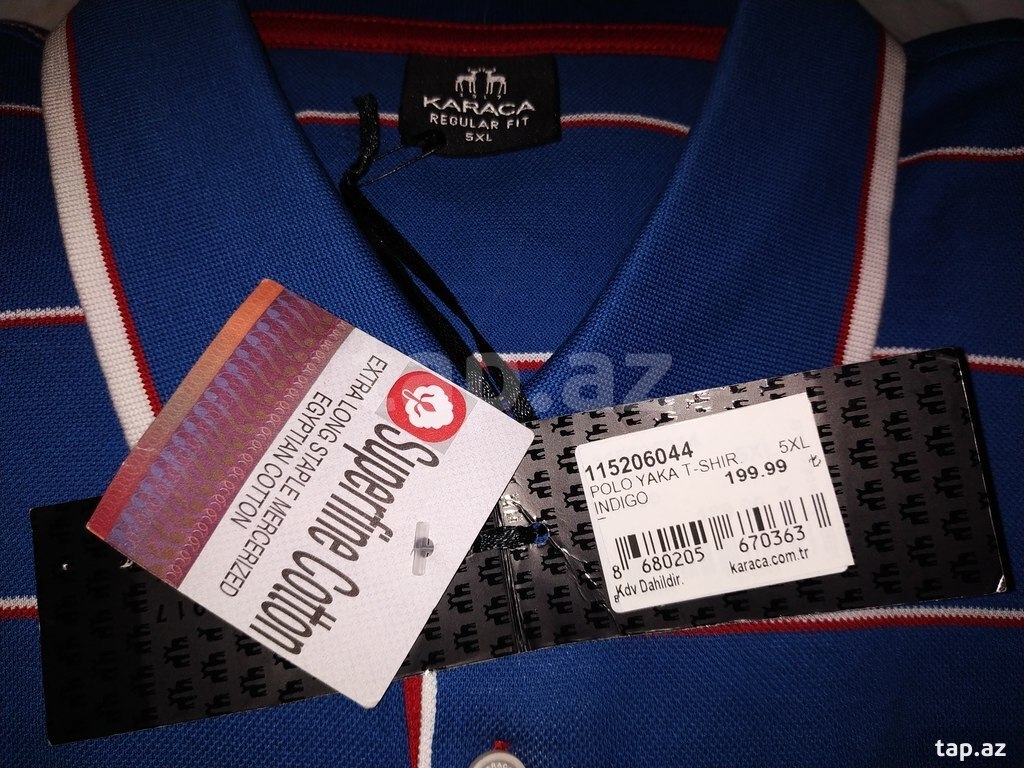 KARACA
REGULAR FIT
5XL
Superfine Cotton
EXTRA LONG STAPLE MERCERIZED
EGYPTIAN COTTON
115206044
POLO YAKA T-SHIR 5XL
INDIGO 199.99 ₺
8 680205 670363
Kdv Dahildir. karaca.com.tr
tap.az